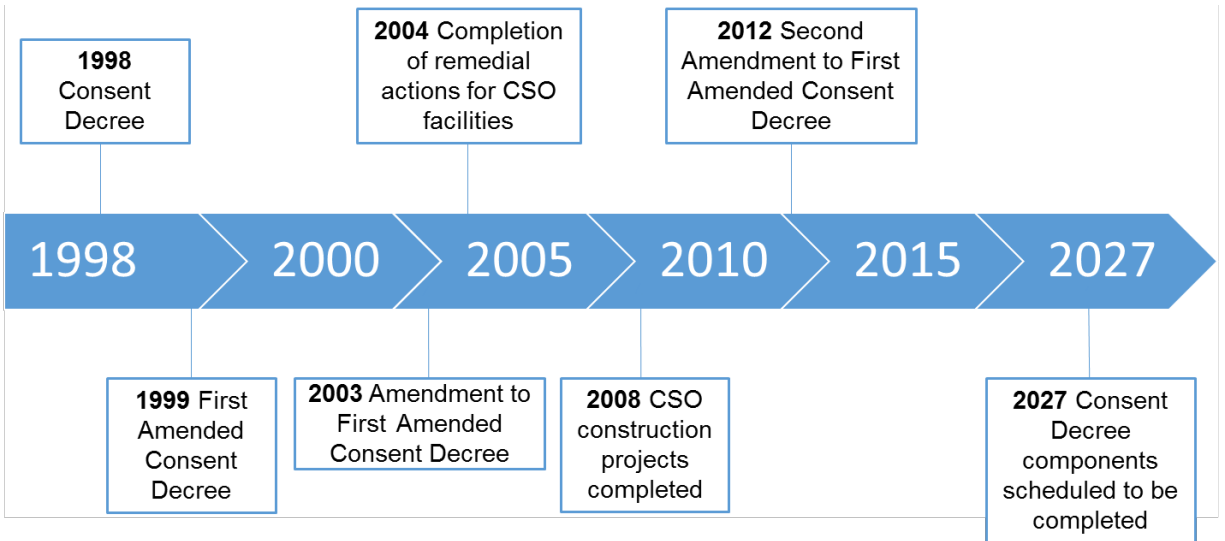 1998
Consent
Decree
2004 Completion
of remedial
actions for CSO
facilities
2012 Second
Amendment to First
Amended Consent
Decree
1998
2000
2005
2010
2015
2027
1999 First
Amended
Consent
Decree
2003 Amendment to
First Amended
Consent Decree
2008 CSO
construction
projects
completed
2027 Consent
Decree
components
scheduled to be
completed